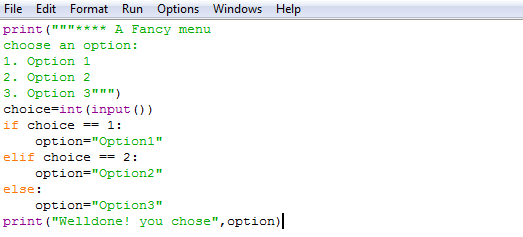 File Edit Format Run Options Windows Help
print("""**** A Fancy menu
choose an option:
1. Option 1
2. Option 2
3. Option 3""")
choice=int(input())
if choice == 1:
    option="Option1"
elif choice == 2:
    option="Option2"
else:
    option="Option3"
print("Welldone! you chose",option)